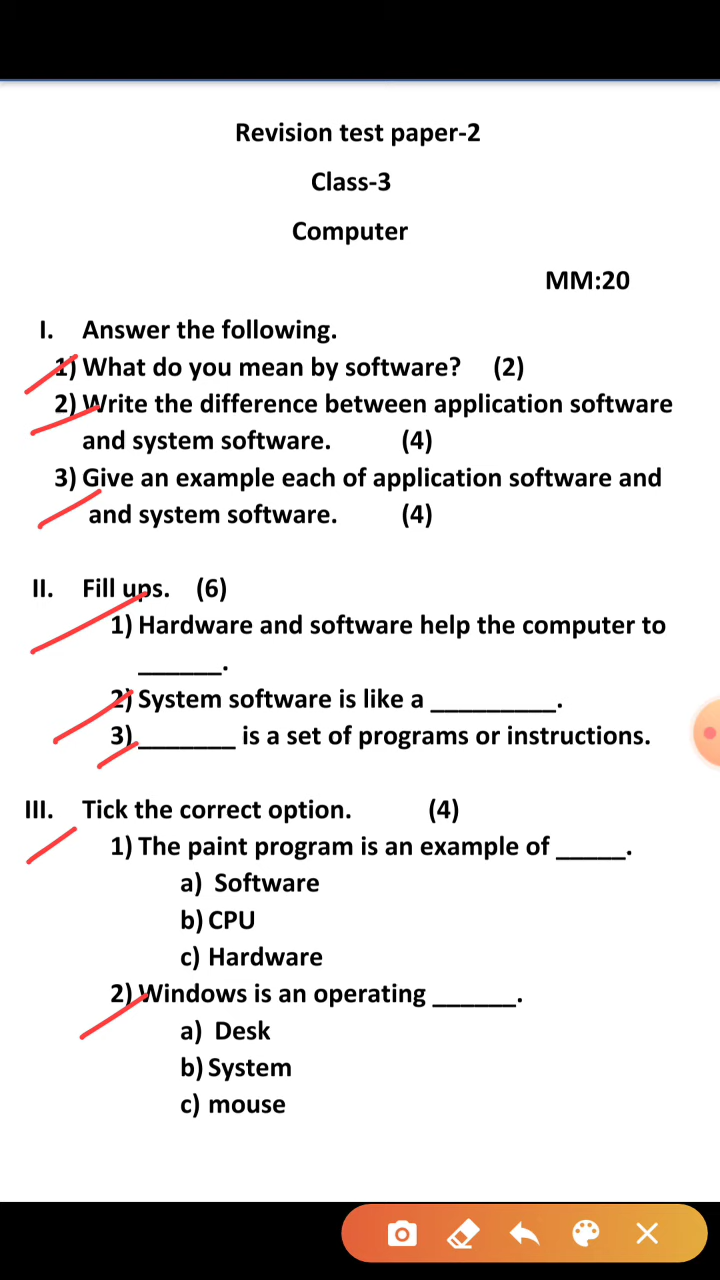 Revision test paper-2
Class-3
Computer
MM:20
I. Answer the following.
1) What do you mean by software? (2)
2) Write the difference between application software
and system software. (4)
3) Give an example each of application software and
and system software. (4)
II. Fill ups. (6)
1) Hardware and software help the computer to
______.
2) System software is like a _________.
3) _______ is a set of programs or instructions.
III. Tick the correct option. (4)
1) The paint program is an example of _____.
a) Software
b) CPU
c) Hardware
2) Windows is an operating ______.
a) Desk
b) System
c) mouse